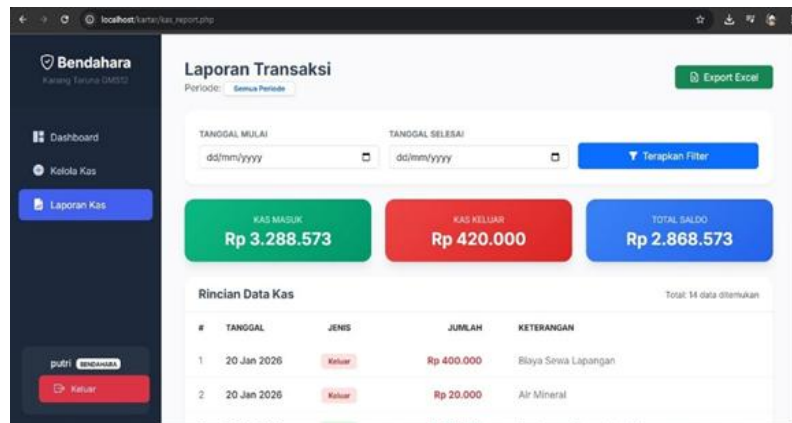 localhost/kartar/kas_report.php
Bendahara
Karang Taruna GMS12
Dashboard
Kelola Kas
Laporan Kas
putri BENDAHARA
Keluar
Laporan Transaksi
Periode: Semua Periode
Export Excel
TANGGAL MULAI
TANGGAL SELESAI
dd/mm/yyyy
dd/mm/yyyy
Terapkan Filter
KAS MASUK
Rp 3.288.573
KAS KELUAR
Rp 420.000
TOTAL SALDO
Rp 2.868.573
Rincian Data Kas
Total: 14 data ditemukan
# TANGGAL JENIS JUMLAH KETERANGAN
1 20 Jan 2026 Keluar Rp 400.000 Biaya Sewa Lapangan
2 20 Jan 2026 Keluar Rp 20.000 Air Mineral